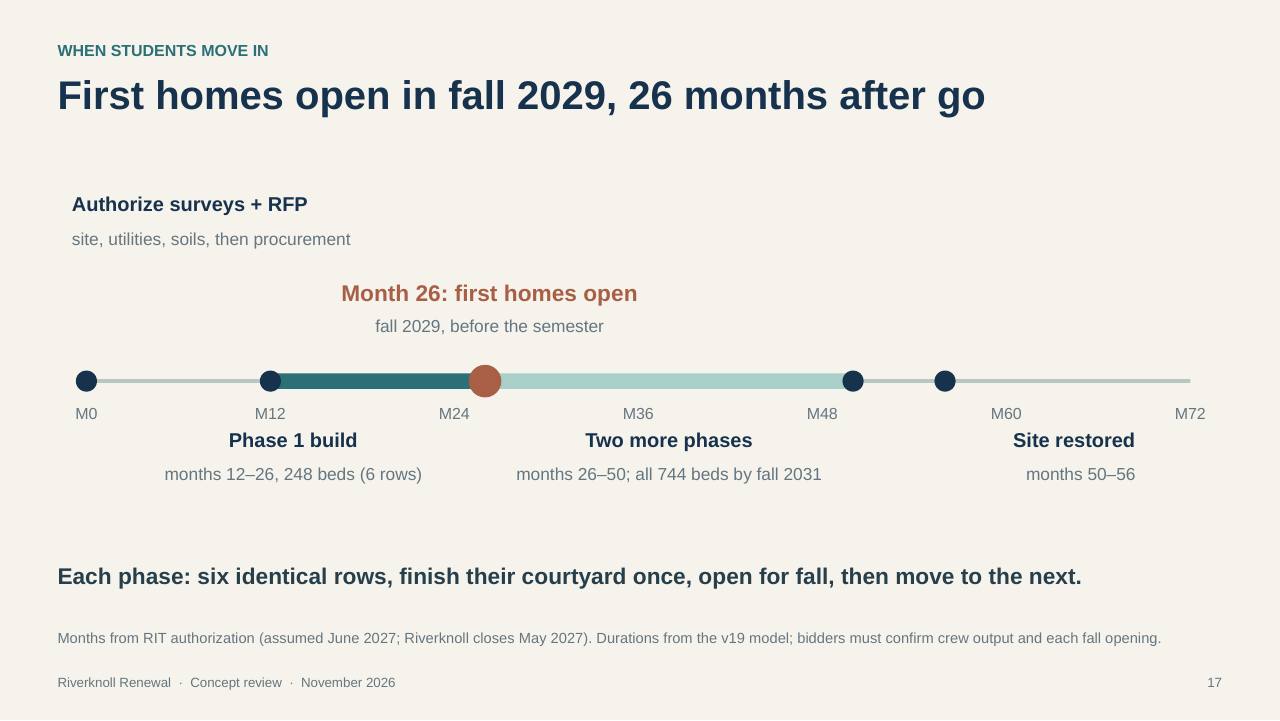 WHEN STUDENTS MOVE IN
First homes open in fall 2029, 26 months after go
Authorize surveys + RFP
site, utilities, soils, then procurement
Month 26: first homes open
fall 2029, before the semester
M0 M12 M24 M36 M48 M60 M72
Phase 1 build
months 12–26, 248 beds (6 rows)
Two more phases
months 26–50; all 744 beds by fall 2031
Site restored
months 50–56
Each phase: six identical rows, finish their courtyard once, open for fall, then move to the next.
Months from RIT authorization (assumed June 2027; Riverknoll closes May 2027). Durations from the v19 model; bidders must confirm crew output and each fall opening.
Riverknoll Renewal · Concept review · November 2026
17